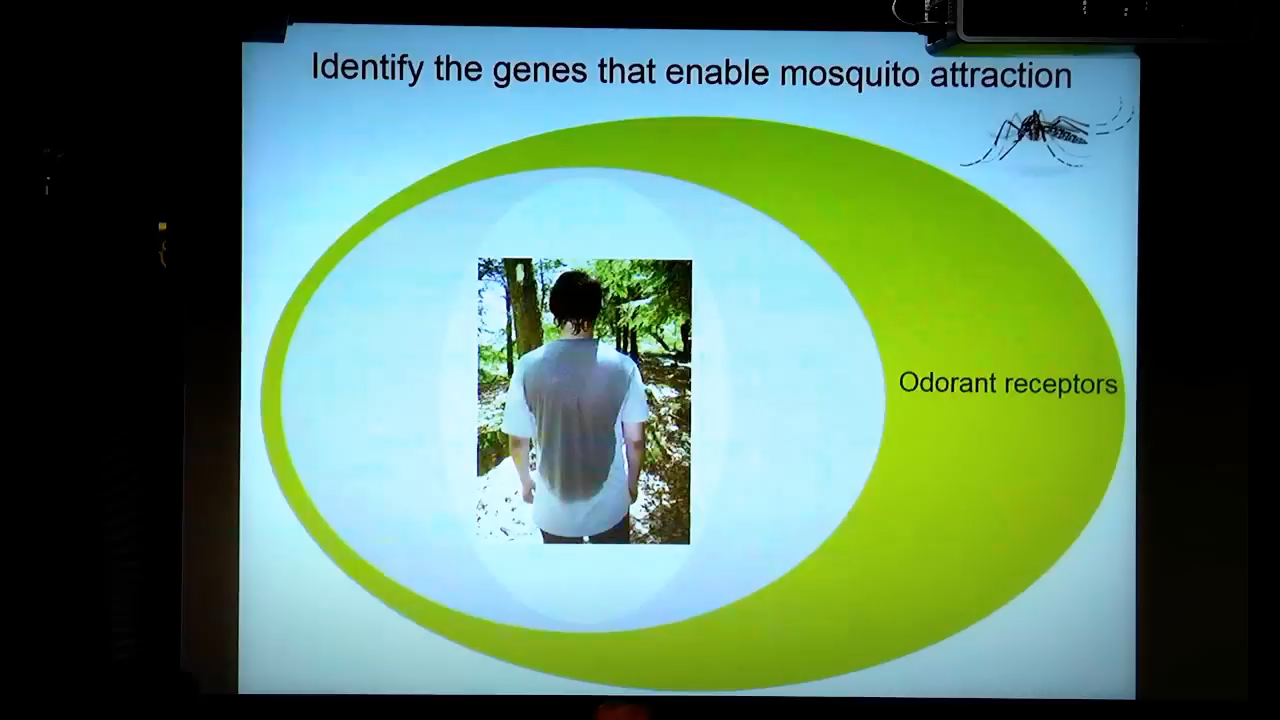 Identify the genes that enable mosquito attraction
Odorant receptors